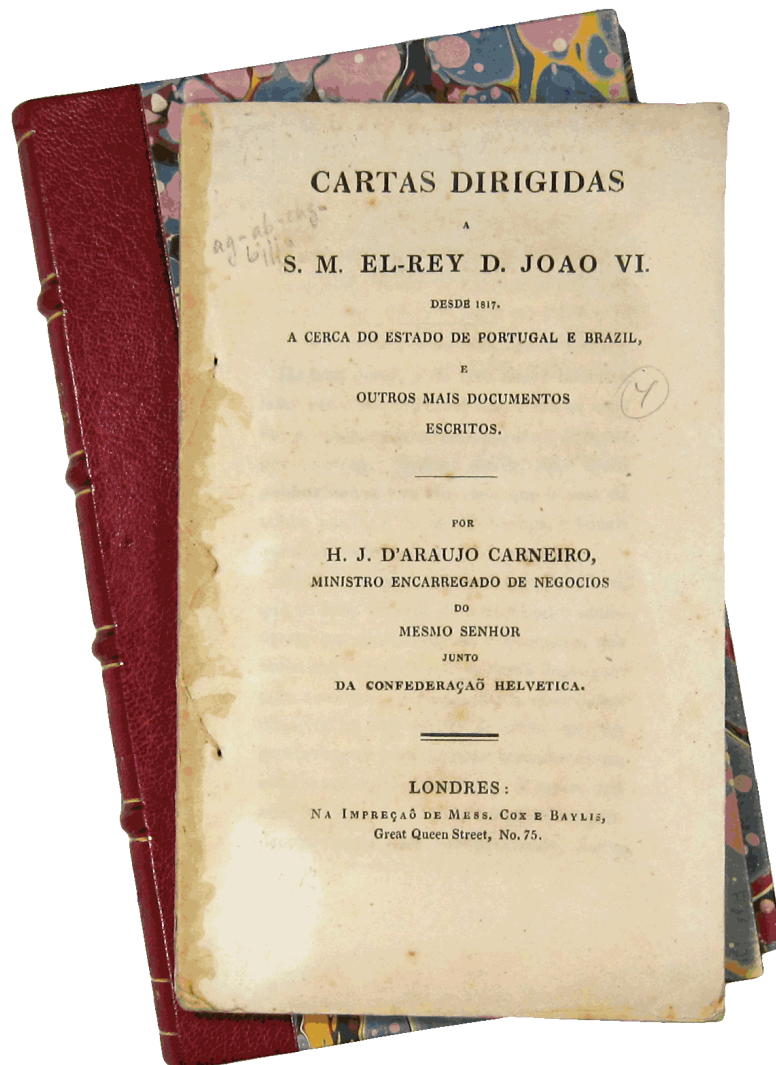 CARTAS DIRIGIDAS
A
S. M. EL-REY D. JOAO VI.
DESDE 1817.
A CERCA DO ESTADO DE PORTUGAL E BRAZIL,
E
OUTROS MAIS DOCUMENTOS
ESCRITOS.
POR
H. J. D'ARAUJO CARNEIRO,
MINISTRO ENCARREGADO DE NEGOCIOS
DO
MESMO SENHOR
JUNTO
DA CONFEDERAÇAÕ HELVETICA.
LONDRES:
NA IMPREÇAÕ DE MESS. COX E BAYLIS,
Great Queen Street, No. 75.